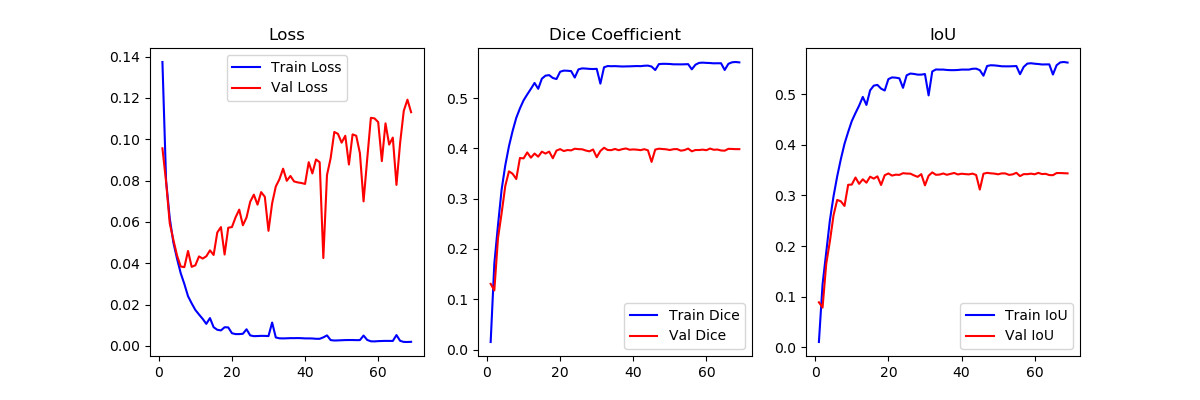 Loss
0.14
0.12
0.10
0.08
0.06
0.04
0.02
0.00
0 20 40 60
Train Loss
Val Loss
Dice Coefficient
0.5
0.4
0.3
0.2
0.1
0.0
0 20 40 60
Train Dice
Val Dice
IoU
0.5
0.4
0.3
0.2
0.1
0.0
0 20 40 60
Train IoU
Val IoU